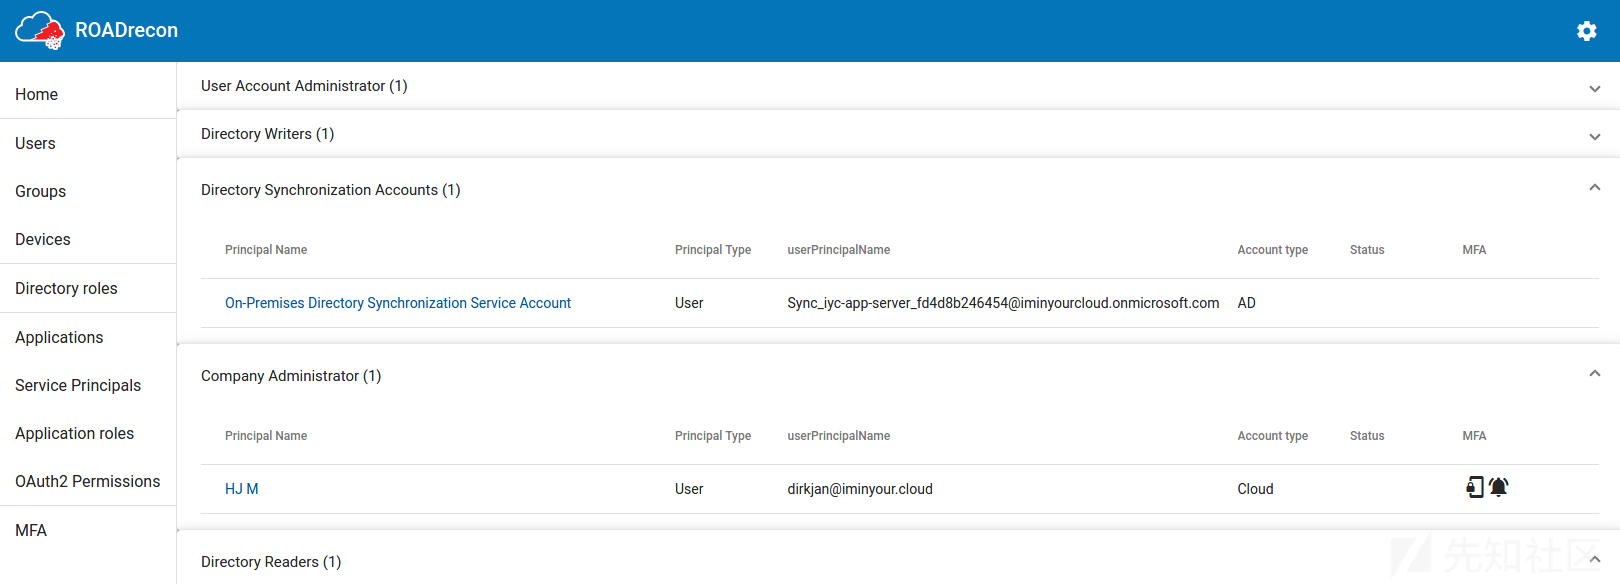 ROADrecon
Home
Users
Groups
Devices
Directory roles
Applications
Service Principals
Application roles
OAuth2 Permissions
MFA
User Account Administrator (1)
Directory Writers (1)
Directory Synchronization Accounts (1)
Principal Name Principal Type userPrincipalName Account type Status MFA
On-Premises Directory Synchronization Service Account User Sync_iyc-app-server_fd4d8b246454@iminyourcloud.onmicrosoft.com AD
Company Administrator (1)
Principal Name Principal Type userPrincipalName Account type Status MFA
HJ M User dirkjan@iminyour.cloud Cloud
Directory Readers (1)
先知社区